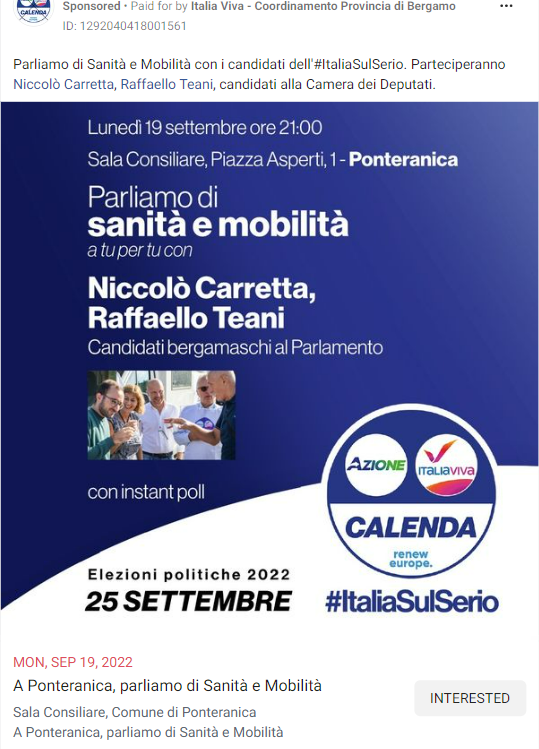 Sponsored • Paid for by Italia Viva - Coordinamento Provincia di Bergamo
ID: 1292040418001561
Parliamo di Sanità e Mobilità con i candidati dell'#ItaliaSulSerio. Parteciperanno
Niccolò Carretta, Raffaello Teani, candidati alla Camera dei Deputati.
Lunedì 19 settembre ore 21:00
Sala Consiliare, Piazza Asperti, 1 - Ponteranica
Parliamo di
sanità e mobilità
a tu per tu con
Niccolò Carretta,
Raffaello Teani
Candidati bergamaschi al Parlamento
con instant poll
AZIONE
ITALIAVIVA
CALENDA
renew
europe.
Elezioni politiche 2022
25 SETTEMBRE
#ItaliaSulSerio
MON, SEP 19, 2022
A Ponteranica, parliamo di Sanità e Mobilità
INTERESTED
Sala Consiliare, Comune di Ponteranica
A Ponteranica, parliamo di Sanità e Mobilità